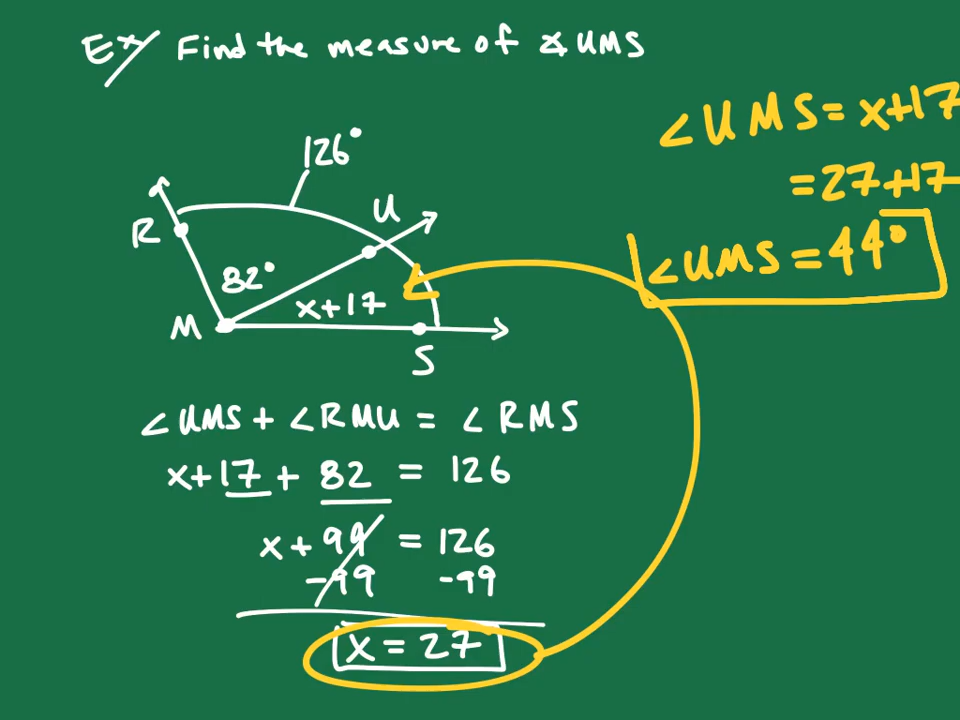 Ex/ Find the measure of ∡UMS
∠UMS = x+17
= 27+17
∠UMS = 44°
126°
R
U
82°
x+17
M
S
∠UMS + ∠RMU = ∠RMS
x+17 + 82 = 126
x+99 = 126
-99 -99
x = 27